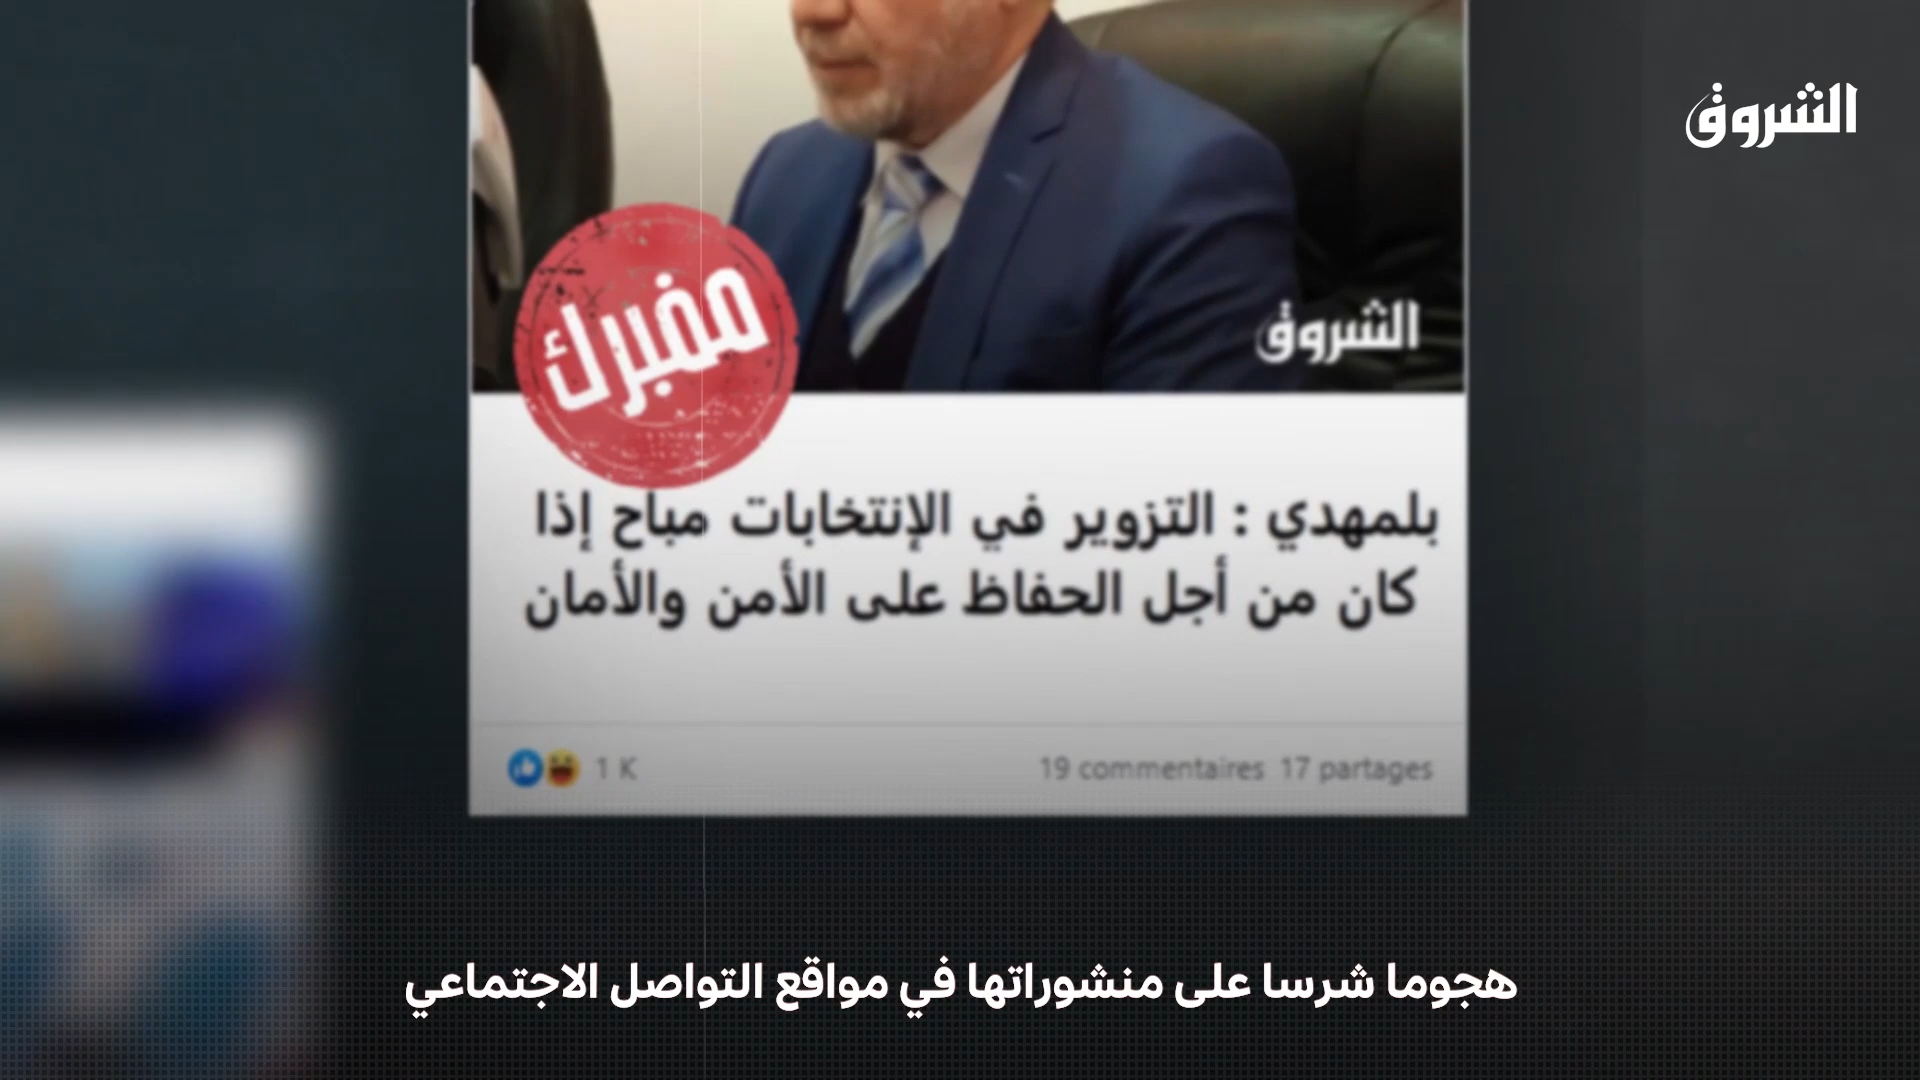 الشروق
مفبرك
الشروق
بلمهدي : التزوير في الإنتخابات مباح إذا
كان من أجل الحفاظ على الأمن والأمان
1 K
19 commentaires 17 partages
هجوما شرسا على منشوراتها في مواقع التواصل الاجتماعي